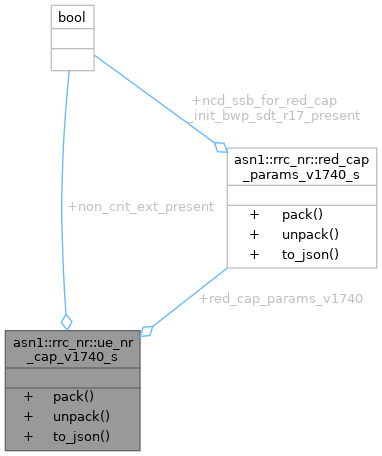 bool
+ncd_ssb_for_red_cap
_init_bwp_sdt_r17_present
asn1::rrc_nr::red_cap
_params_v1740_s
+ pack()
+ unpack()
+ to_json()
+non_crit_ext_present
+red_cap_params_v1740
asn1::rrc_nr::ue_nr
_cap_v1740_s
+ pack()
+ unpack()
+ to_json()